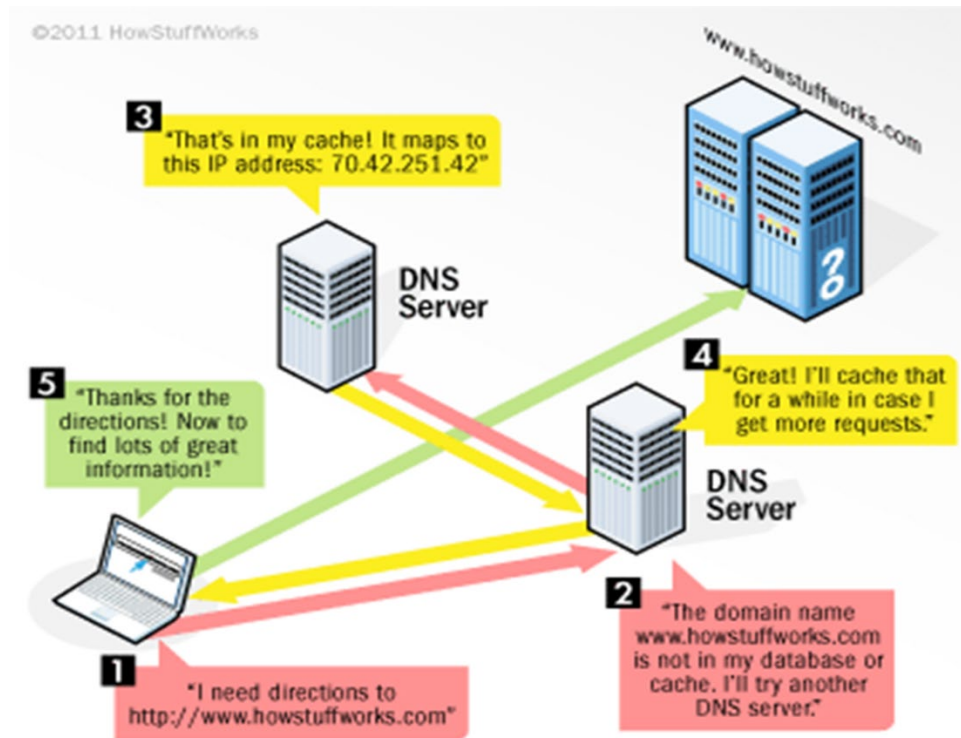 ©2011 HowStuffWorks
www.howstuffworks.com
3
"That's in my cache! It maps to
this IP address: 70.42.251.42"
DNS
Server
4
"Great! I'll cache that
for a while in case I
get more requests."
5
"Thanks for the
directions! Now to
find lots of great
information!"
DNS
Server
2
"The domain name
www.howstuffworks.com
is not in my database or
cache. I'll try another
DNS server."
1
"I need directions to
http://www.howstuffworks.com"